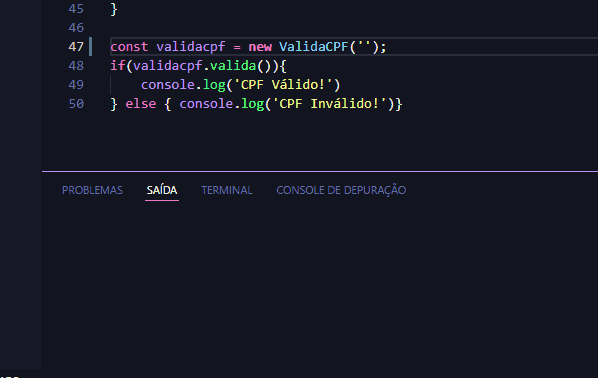 45 }
46
47 const validacpf = new ValidaCPF('');
48 if(validacpf.valida()){
49 console.log('CPF Válido!')
50 } else { console.log('CPF Inválido!')}
PROBLEMAS SAÍDA TERMINAL CONSOLE DE DEPURAÇÃO